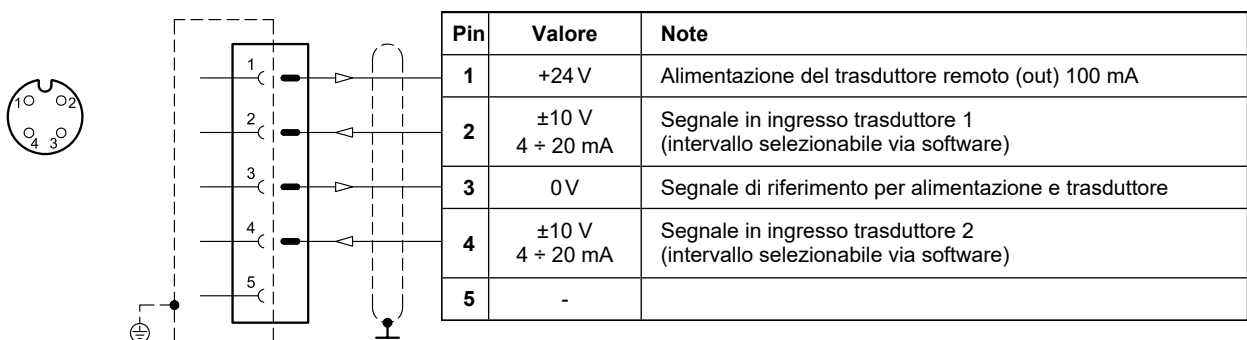 1 2
4 3
1
2
3
4
5
Pin Valore Note
1 +24 V Alimentazione del trasduttore remoto (out) 100 mA
2 ±10 V
4 ÷ 20 mA Segnale in ingresso trasduttore 1
(intervallo selezionabile via software)
3 0 V Segnale di riferimento per alimentazione e trasduttore
4 ±10 V
4 ÷ 20 mA Segnale in ingresso trasduttore 2
(intervallo selezionabile via software)
5 -